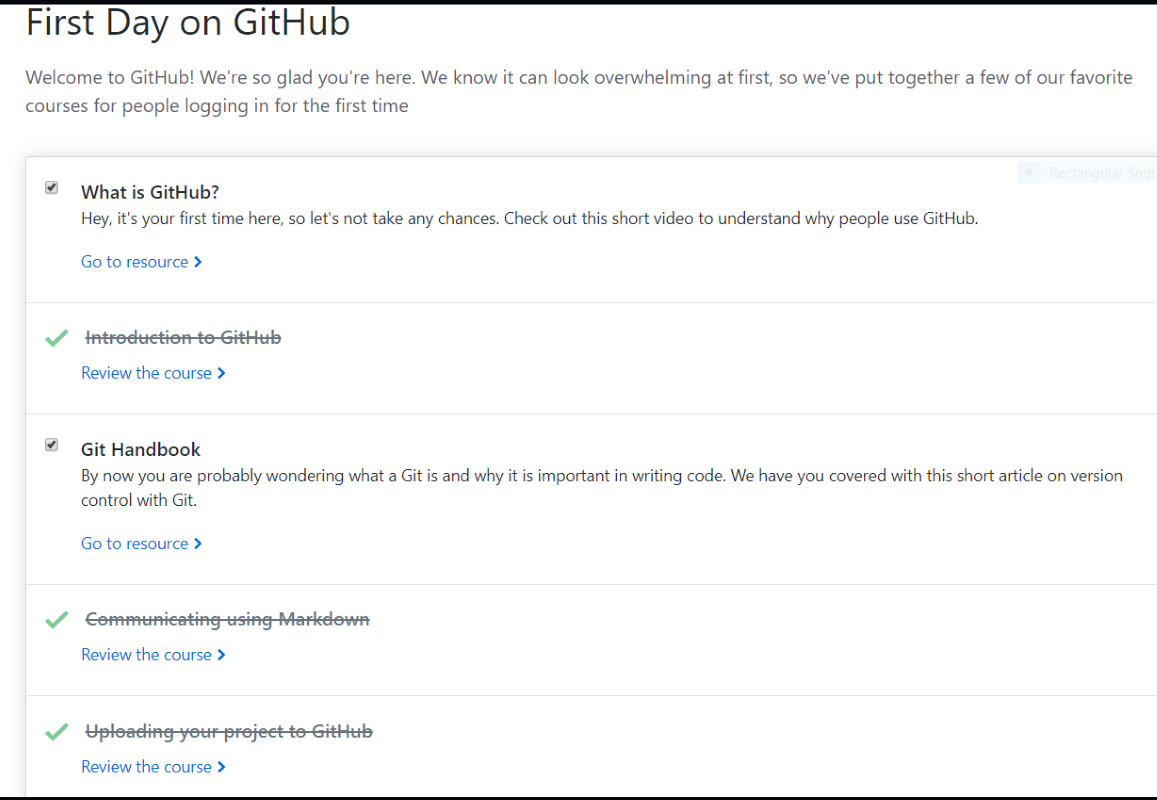 First Day on GitHub
Welcome to GitHub! We're so glad you're here. We know it can look overwhelming at first, so we've put together a few of our favorite
courses for people logging in for the first time
Rectangular Snip
What is GitHub?
Hey, it's your first time here, so let's not take any chances. Check out this short video to understand why people use GitHub.
Go to resource
Introduction to GitHub
Review the course
Git Handbook
By now you are probably wondering what a Git is and why it is important in writing code. We have you covered with this short article on version
control with Git.
Go to resource
Communicating using Markdown
Review the course
Uploading your project to GitHub
Review the course